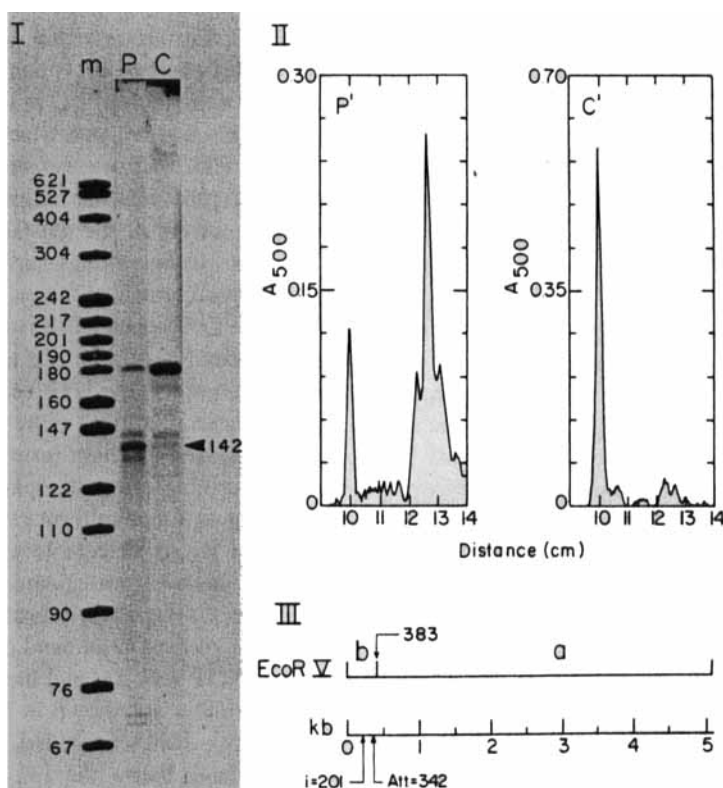 I
m P C
621
527
404
304
242
217
201
190
180
160
147
142
122
110
90
76
67
II
0.30
P'
A 500
0.15
0
10 11 12 13 14
0.70
C'
A 500
0.35
0
10 11 12 13 14
Distance (cm)
III
383
b a
EcoR V
kb
0 1 2 3 4 5
i=201 Att=342